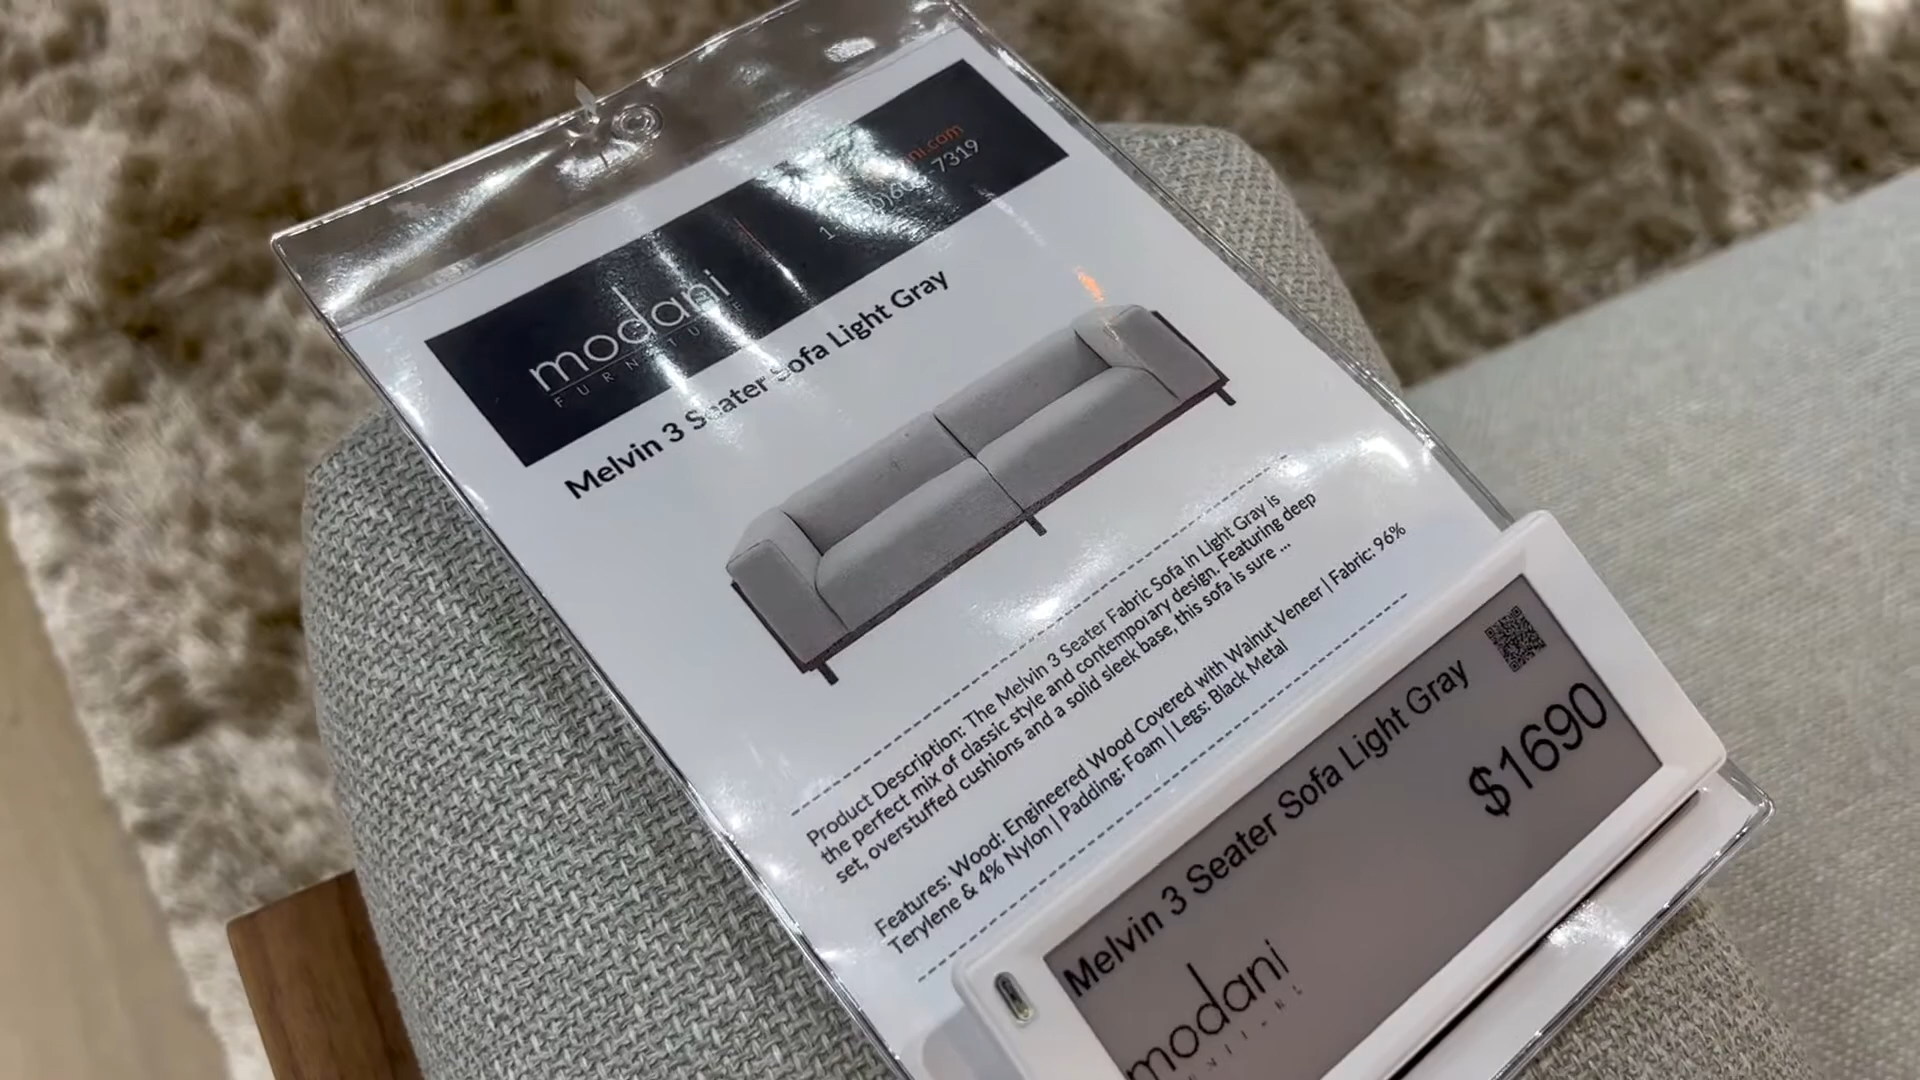 modani
FURNITURE
7319
Melvin 3 Seater Sofa Light Gray
Product Description: The Melvin 3 Seater Fabric Sofa in Light Gray is
the perfect mix of classic style and contemporary design. Featuring deep
set, overstuffed cushions and a solid sleek base, this sofa is sure ...
Features: Wood: Engineered Wood Covered with Walnut Veneer | Fabric: 96%
Terylene & 4% Nylon | Padding: Foam | Legs: Black Metal
Melvin 3 Seater Sofa Light Gray
$1690
modani